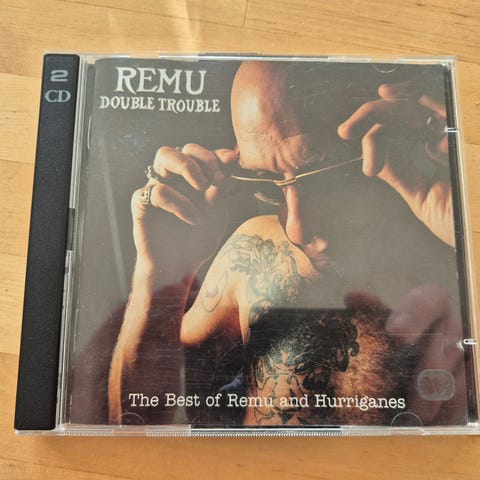 2
CD
REMU
DOUBLE TROUBLE
The Best of Remu and Hurriganes